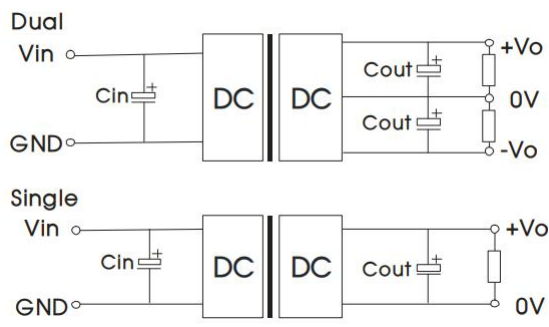 Dual
Vin
+Vo
Cout
Cin
DC
DC
0V
Cout
GND
-Vo
Single
Vin
+Vo
Cin
DC
DC
Cout
GND
0V